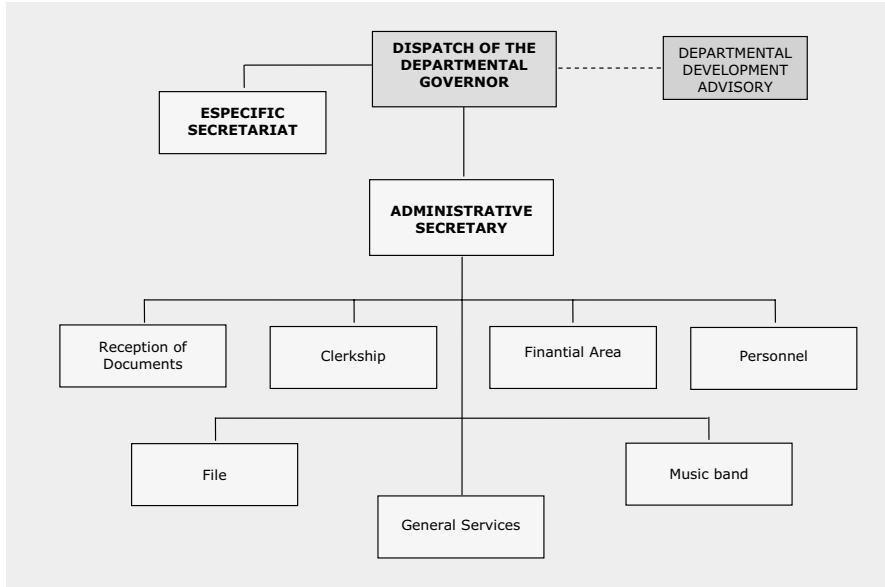 DISPATCH OF THE
DEPARTMENTAL
GOVERNOR
DEPARTMENTAL
DEVELOPMENT
ADVISORY
ESPECIFIC
SECRETARIAT
ADMINISTRATIVE
SECRETARY
Reception of
Documents
Clerkship
Finantial Area
Personnel
File
Music band
General Services